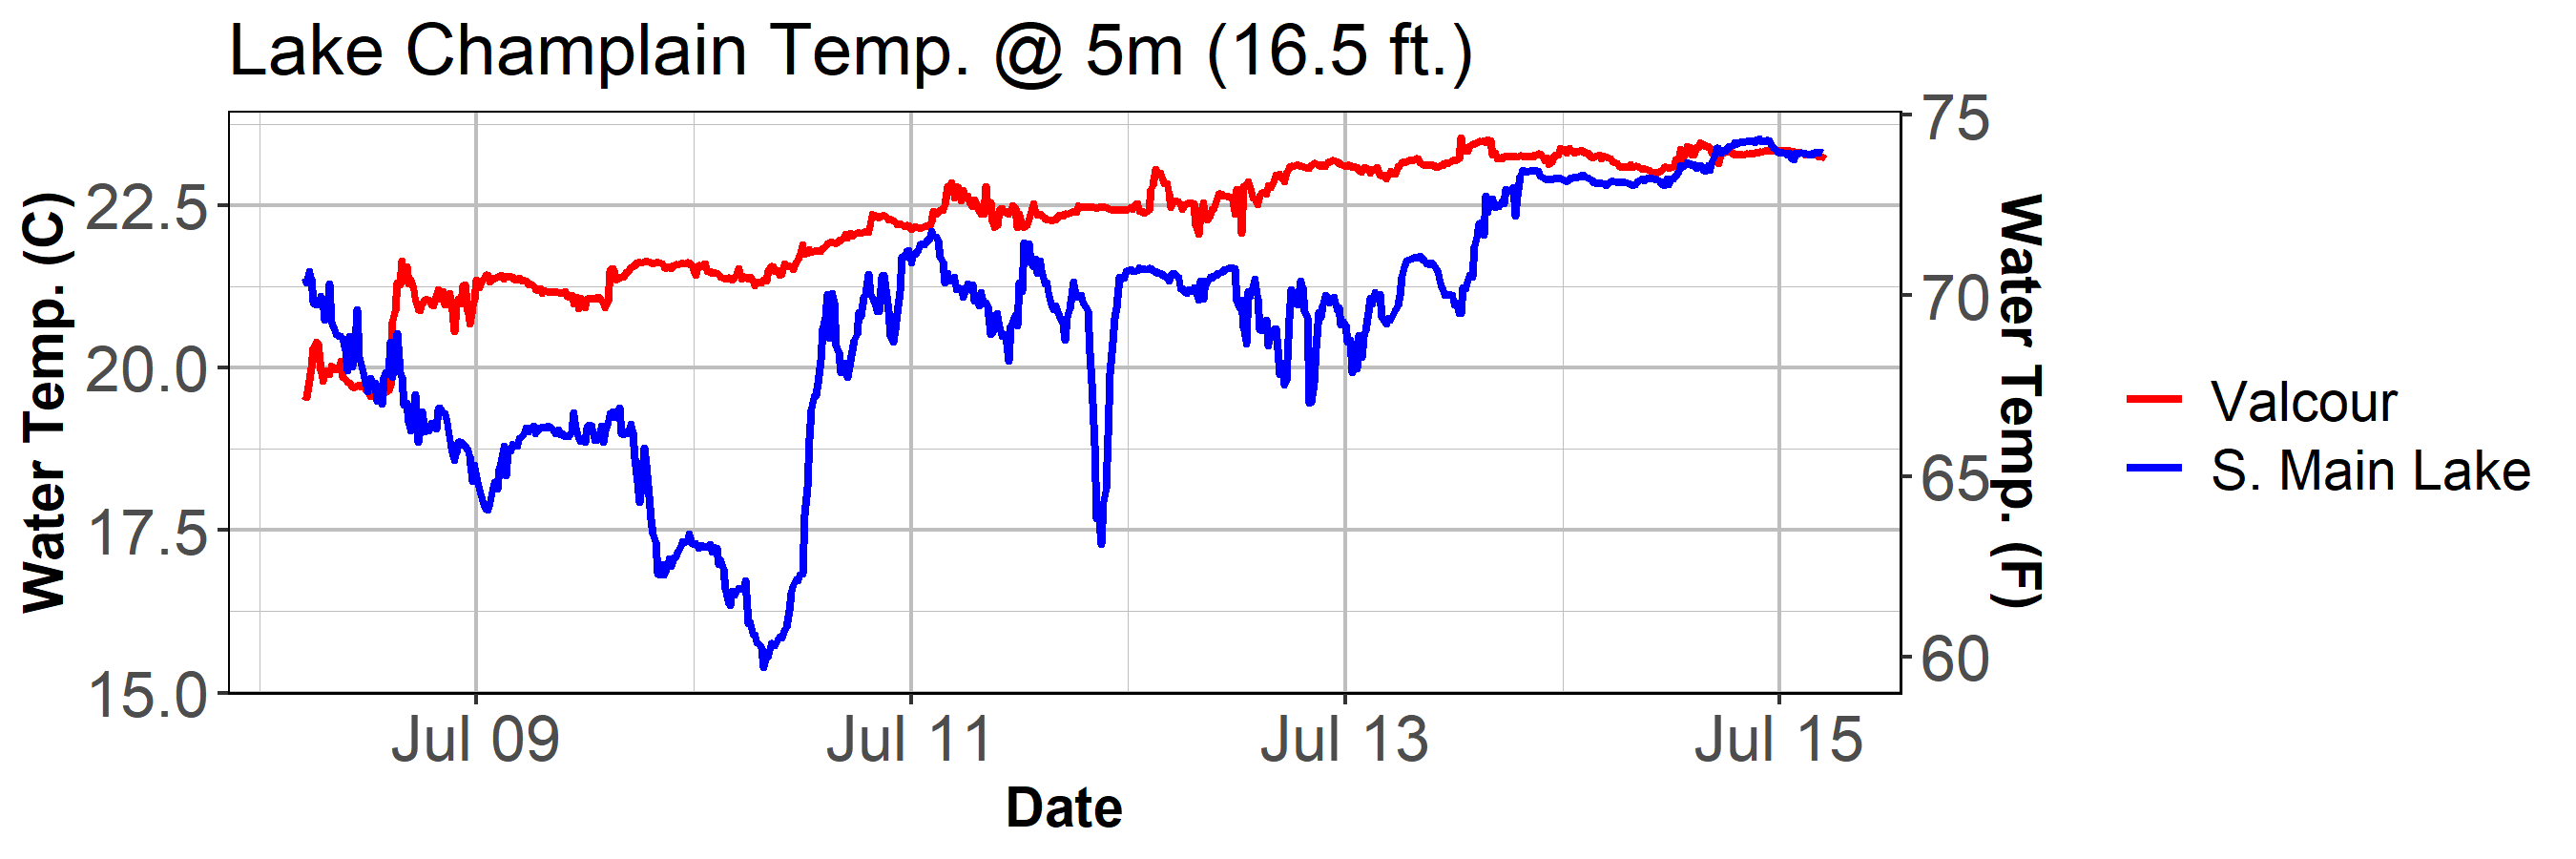 Lake Champlain Temp. @ 5m (16.5 ft.)
Water Temp. (C)
22.5
20.0
17.5
15.0
75
70
65
60
Water Temp. (F)
Jul 09
Jul 11
Jul 13
Jul 15
Date
Valcour
S. Main Lake